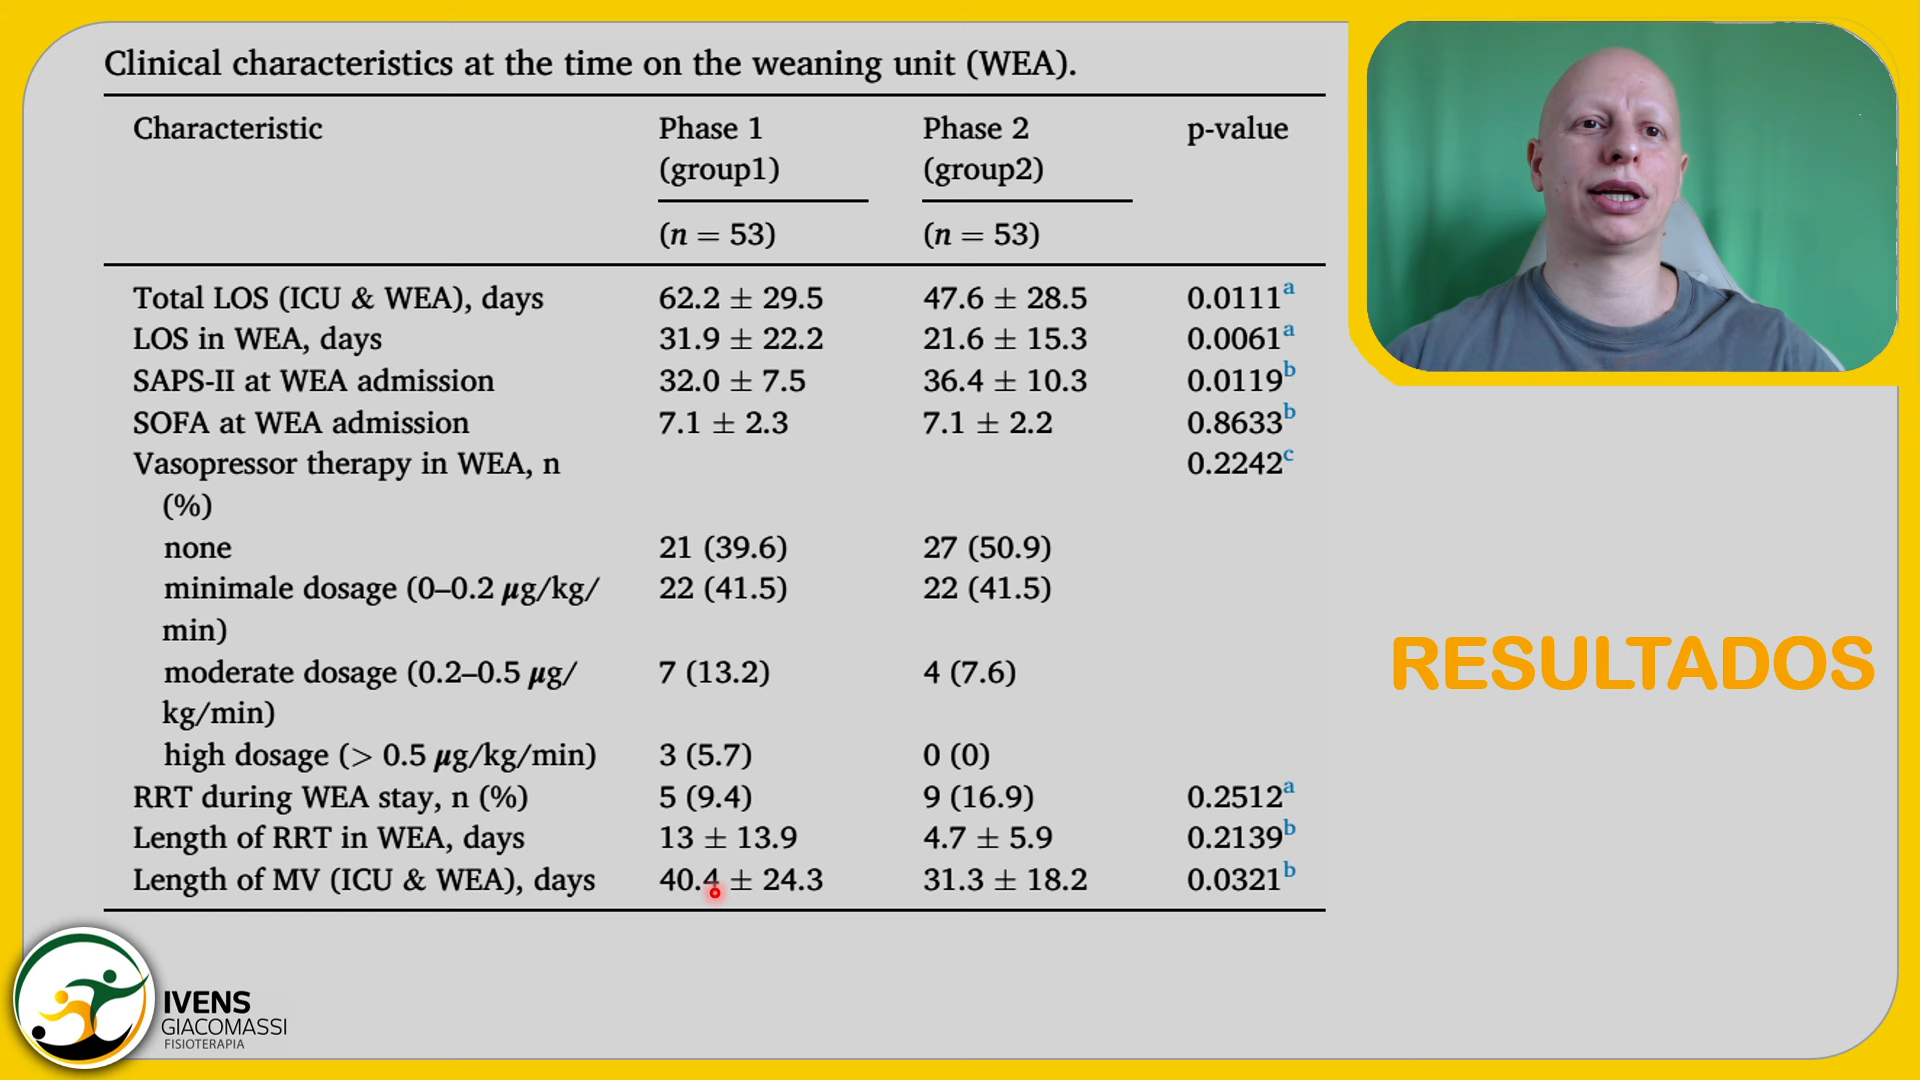 Clinical characteristics at the time on the weaning unit (WEA).
Characteristic Phase 1 Phase 2 p-value
(group1) (group2)
(n = 53) (n = 53)
Total LOS (ICU & WEA), days 62.2 ± 29.5 47.6 ± 28.5 0.0111a
LOS in WEA, days 31.9 ± 22.2 21.6 ± 15.3 0.0061a
SAPS-II at WEA admission 32.0 ± 7.5 36.4 ± 10.3 0.0119b
SOFA at WEA admission 7.1 ± 2.3 7.1 ± 2.2 0.8633b
Vasopressor therapy in WEA, n 0.2242c
(%)
none 21 (39.6) 27 (50.9)
minimale dosage (0–0.2 μg/kg/ 22 (41.5) 22 (41.5)
min)
moderate dosage (0.2–0.5 μg/ 7 (13.2) 4 (7.6)
kg/min)
high dosage (> 0.5 μg/kg/min) 3 (5.7) 0 (0)
RRT during WEA stay, n (%) 5 (9.4) 9 (16.9) 0.2512a
Length of RRT in WEA, days 13 ± 13.9 4.7 ± 5.9 0.2139b
Length of MV (ICU & WEA), days 40.4 ± 24.3 31.3 ± 18.2 0.0321b
RESULTADOS
IVENS
GIACOMASSI
FISIOTERAPIA